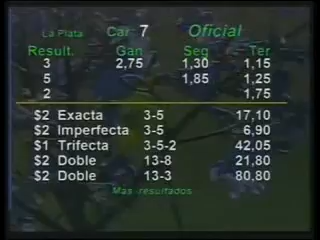 La Plata Car: 7 Oficial
Result. Gan Seg Ter
3 2,75 1,30 1,15
5 1,85 1,25
2 1,75
$2 Exacta 3-5 17,10
$2 Imperfecta 3-5 6,90
$1 Trifecta 3-5-2 42,05
$2 Doble 13-8 21,80
$2 Doble 13-3 80,80
Mas resultados